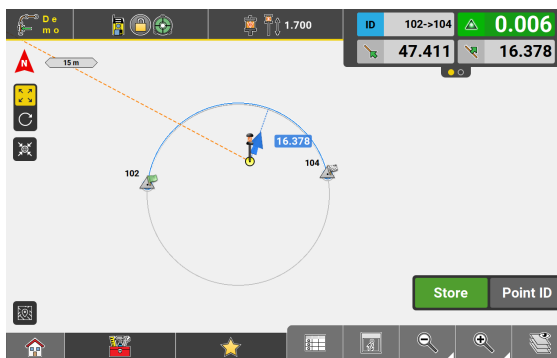 De
mo
1.700
ID
102->104
0.006
47.411
16.378
N
15 m
16.378
102
104
Store
Point ID